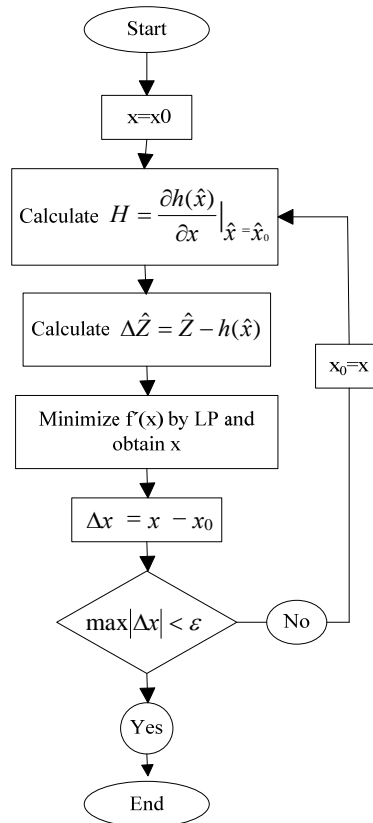 Start
x=x0
Calculate H = ∂h(x̂)/∂x |x̂ = x̂₀
Calculate ΔẐ = Ẑ − h(x̂)
x₀=x
Minimize f′(x) by LP and
obtain x
Δx = x − x₀
max|Δx| < ε
No
Yes
End